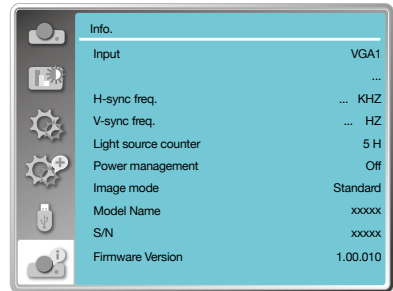 Info.
Input VGA1
...
H-sync freq. ... KHZ
V-sync freq. ... HZ
Light source counter 5 H
Power management Off
Image mode Standard
Model Name xxxxx
S/N xxxxx
Firmware Version 1.00.010